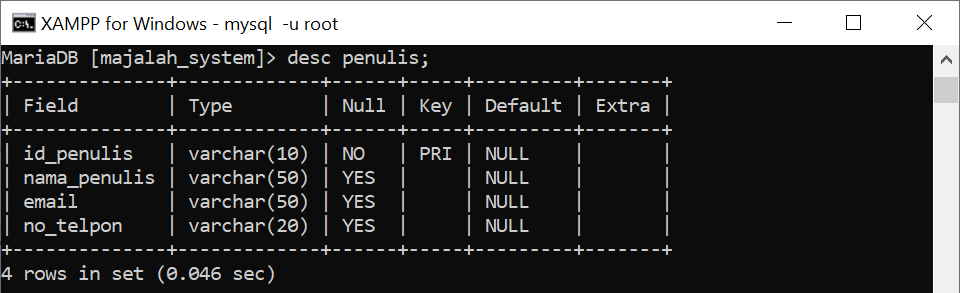 XAMPP for Windows - mysql  -u root
MariaDB [majalah_system]> desc penulis;
+--------------+-------------+------+-----+---------+-------+
| Field        | Type        | Null | Key | Default | Extra |
+--------------+-------------+------+-----+---------+-------+
| id_penulis   | varchar(10) | NO   | PRI | NULL    |       |
| nama_penulis | varchar(50) | YES  |     | NULL    |       |
| email        | varchar(50) | YES  |     | NULL    |       |
| no_telpon    | varchar(20) | YES  |     | NULL    |       |
+--------------+-------------+------+-----+---------+-------+
4 rows in set (0.046 sec)